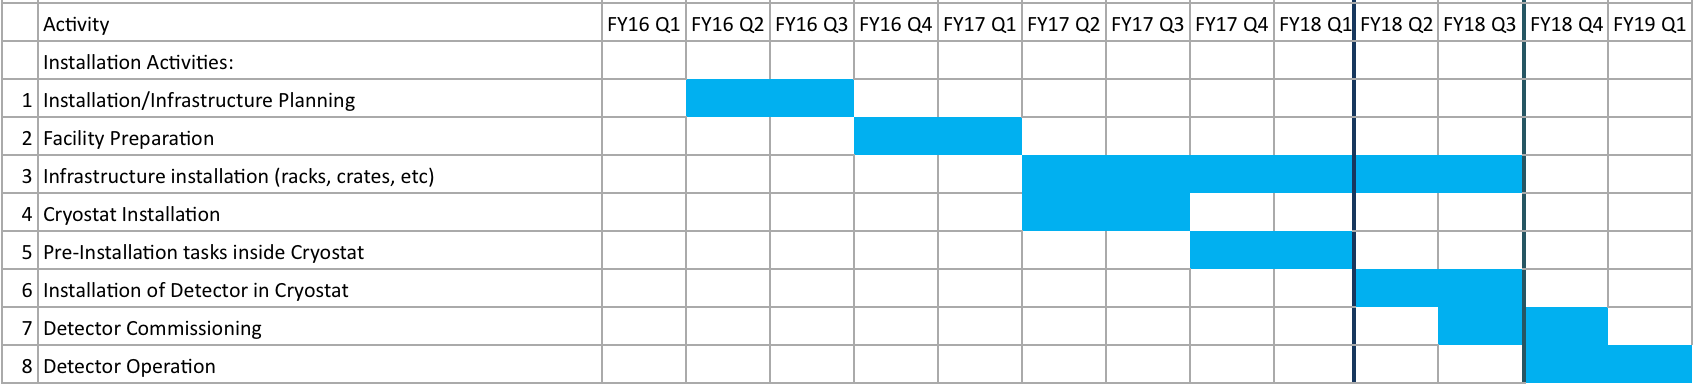 Activity FY16 Q1 FY16 Q2 FY16 Q3 FY16 Q4 FY17 Q1 FY17 Q2 FY17 Q3 FY17 Q4 FY18 Q1 FY18 Q2 FY18 Q3 FY18 Q4 FY19 Q1
Installation Activities:
1 Installation/Infrastructure Planning
2 Facility Preparation
3 Infrastructure installation (racks, crates, etc)
4 Cryostat Installation
5 Pre-Installation tasks inside Cryostat
6 Installation of Detector in Cryostat
7 Detector Commissioning
8 Detector Operation